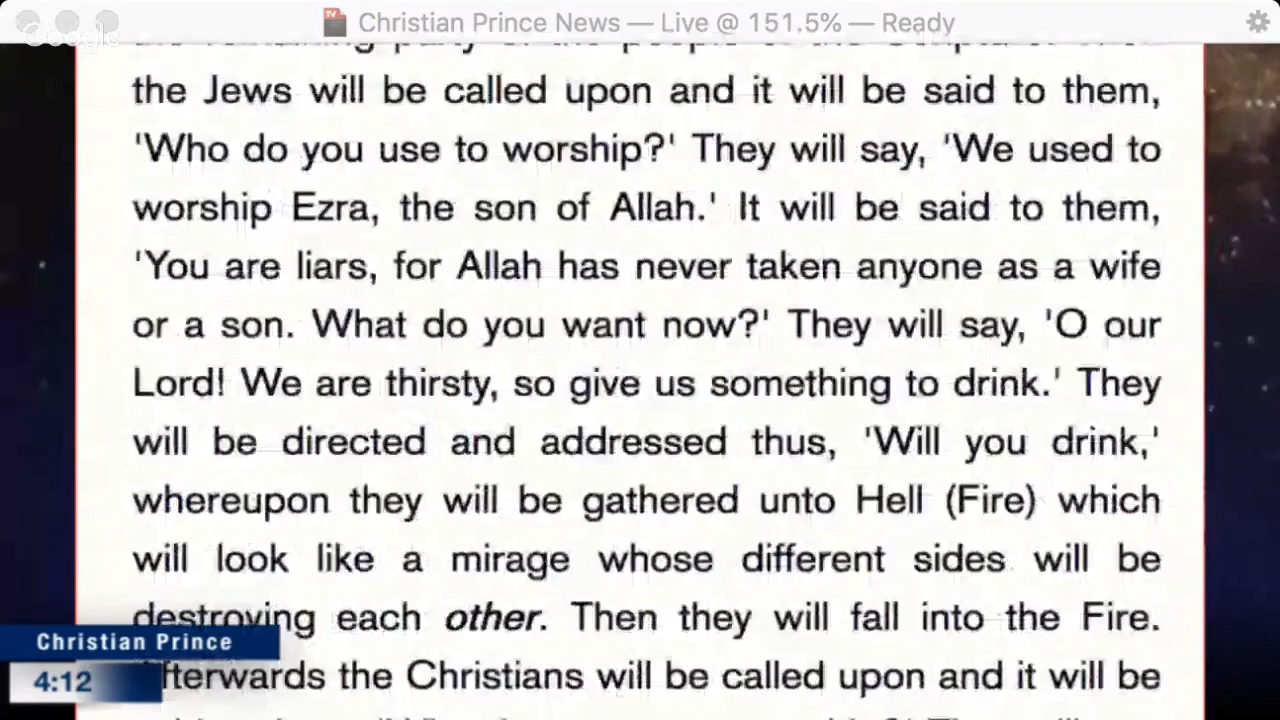 Christian Prince News — Live @ 151.5% — Ready
Google
the Jews will be called upon and it will be said to them,
'Who do you use to worship?' They will say, 'We used to
worship Ezra, the son of Allah.' It will be said to them,
'You are liars, for Allah has never taken anyone as a wife
or a son. What do you want now?' They will say, 'O our
Lord! We are thirsty, so give us something to drink.' They
will be directed and addressed thus, 'Will you drink,'
whereupon they will be gathered unto Hell (Fire) which
will look like a mirage whose different sides will be
destroying each other. Then they will fall into the Fire.
Christian Prince
4:12
Afterwards the Christians will be called upon and it will be